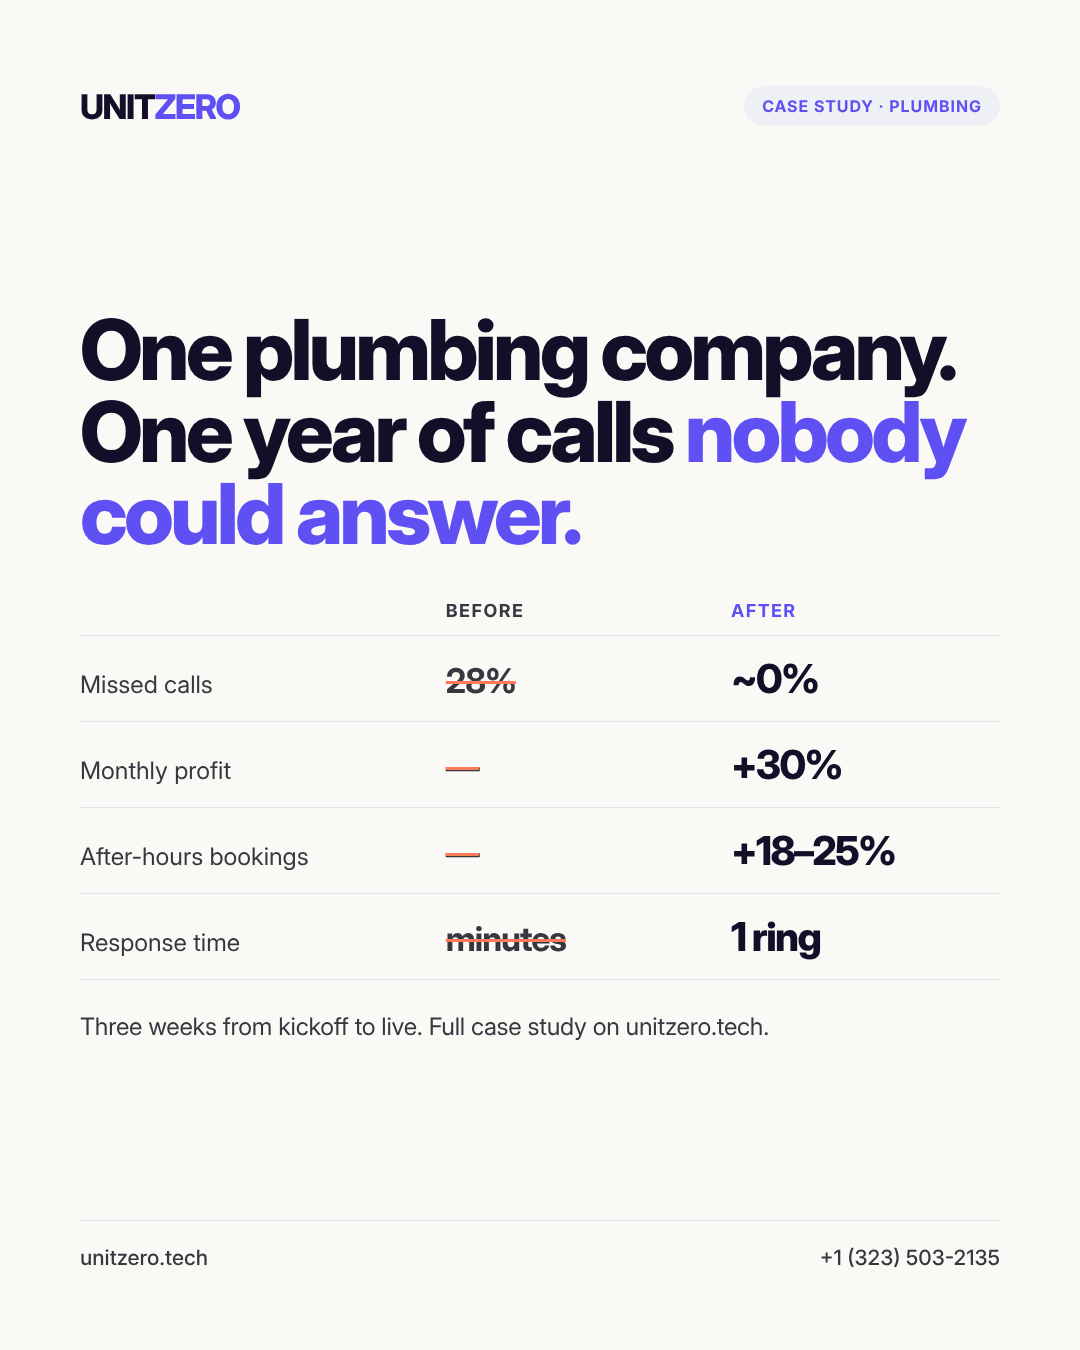 UNITZERO
CASE STUDY · PLUMBING
One plumbing company.
One year of calls nobody
could answer.
BEFORE AFTER
Missed calls 28% ~0%
Monthly profit — +30%
After-hours bookings — +18–25%
Response time minutes 1 ring
Three weeks from kickoff to live. Full case study on unitzero.tech.
unitzero.tech +1 (323) 503-2135